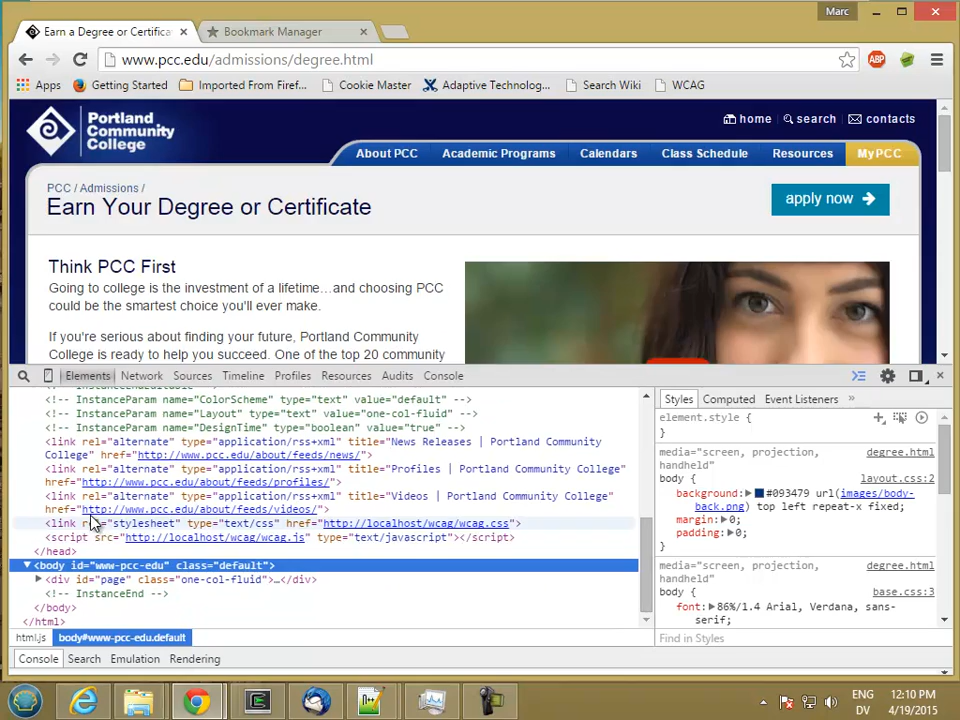 Marc
Earn a Degree or Certifica
Bookmark Manager
www.pcc.edu/admissions/degree.html
ABP
Apps
Getting Started
Imported From Firef...
Cookie Master
Adaptive Technolog...
Search Wiki
WCAG
Portland
Community
College
home
search
contacts
About PCC
Academic Programs
Calendars
Class Schedule
Resources
MyPCC
PCC / Admissions /
Earn Your Degree or Certificate
apply now
Think PCC First
Going to college is the investment of a lifetime…and choosing PCC
could be the smartest choice you'll ever make.
If you're serious about finding your future, Portland Community
College is ready to help you succeed. One of the top 20 community
Elements Network Sources Timeline Profiles Resources Audits Console
<!-- InstanceParam name="ColorScheme" type="text" value="default" -->
<!-- InstanceParam name="Layout" type="text" value="one-col-fluid" -->
<!-- InstanceParam name="DesignTime" type="boolean" value="true" -->
<link rel="alternate" type="application/rss+xml" title="News Releases | Portland Community
College" href="http://www.pcc.edu/about/feeds/news/">
<link rel="alternate" type="application/rss+xml" title="Profiles | Portland Community College"
href="http://www.pcc.edu/about/feeds/profiles/">
<link rel="alternate" type="application/rss+xml" title="Videos | Portland Community College"
href="http://www.pcc.edu/about/feeds/videos/">
<link rel="stylesheet" type="text/css" href="http://localhost/wcag/wcag.css">
<script src="http://localhost/wcag/wcag.js" type="text/javascript"></script>
</head>
<body id="www-pcc-edu" class="default">
<div id="page" class="one-col-fluid">…</div>
<!-- InstanceEnd -->
</body>
</html>
html.js
body#www-pcc-edu.default
Styles Computed Event Listeners »
element.style {
}
media="screen, projection,
handheld"
degree.html
body {
layout.css:2
background: #093479 url(images/body-
back.png) top left repeat-x fixed;
margin: 0;
padding: 0;
}
media="screen, projection,
handheld"
degree.html
body {
base.css:3
font: 86%/1.4 Arial, Verdana, sans-
serif;
Find in Styles
Console Search Emulation Rendering
ENG
DV
12:10 PM
4/19/2015